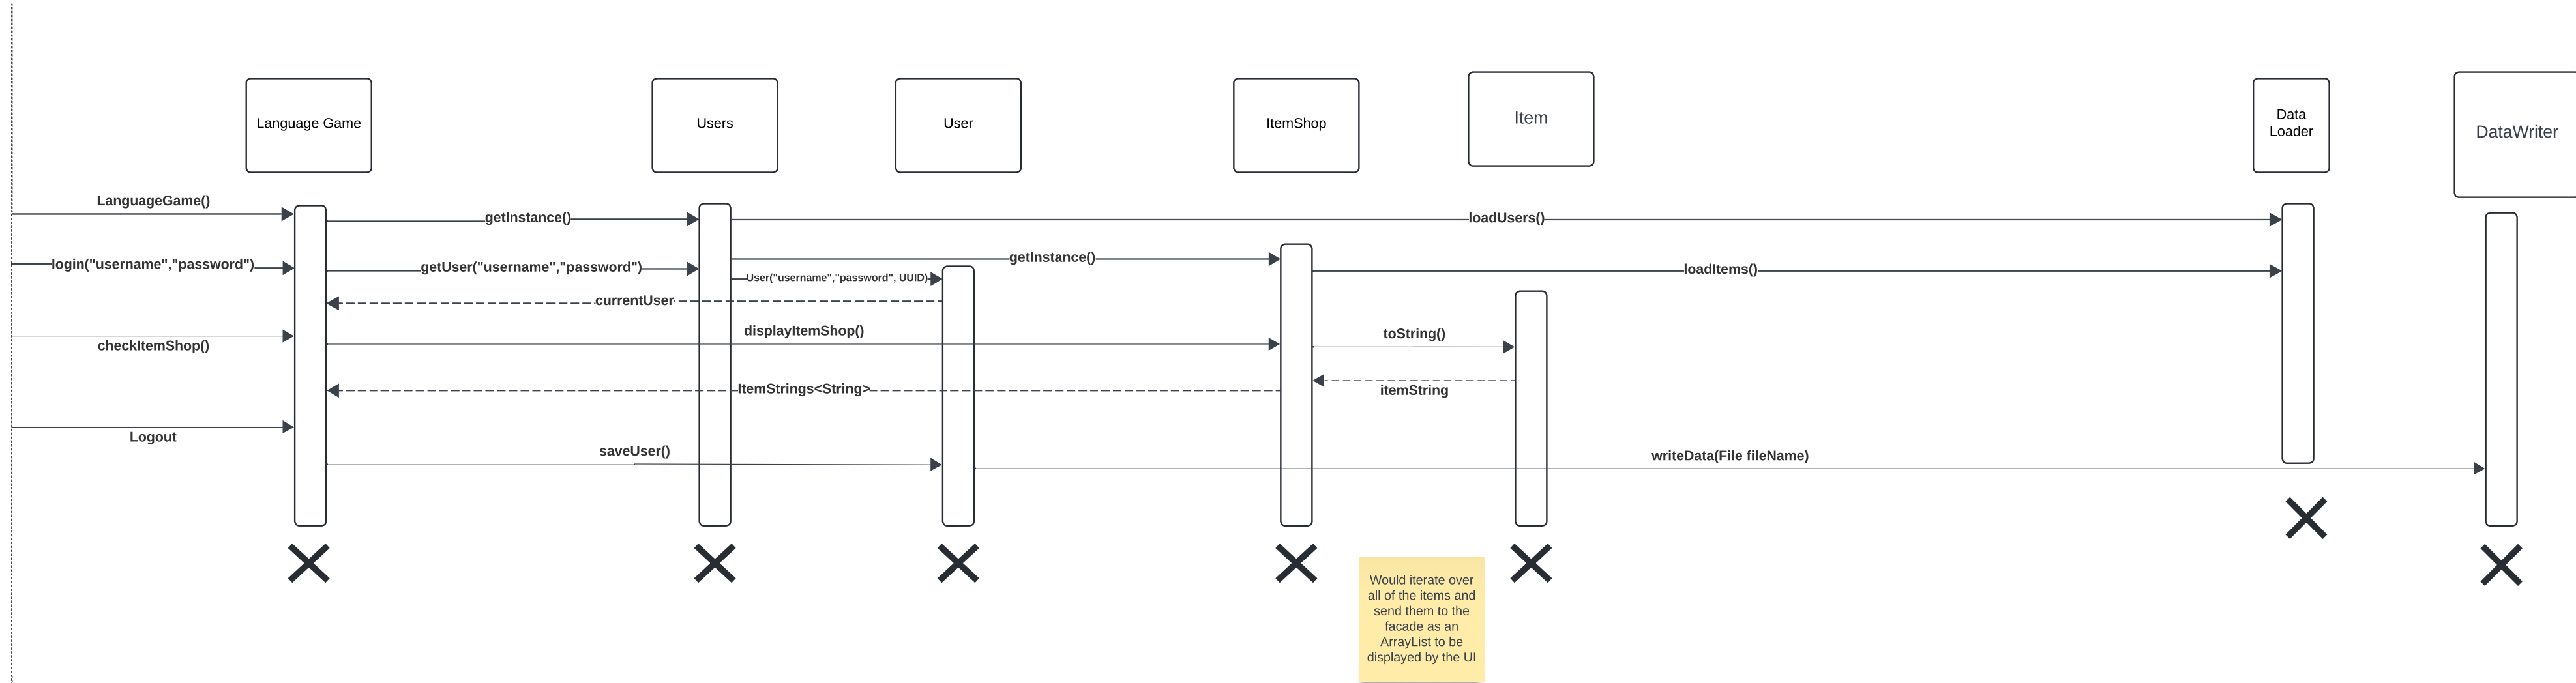 Language Game
Users
User
ItemShop
Item
Data
Loader
DataWriter
LanguageGame()
getInstance()
loadUsers()
login("username","password")
getUser("username","password")
getInstance()
loadItems()
User("username","password", UUID)
currentUser
checkItemShop()
displayItemShop()
toString()
ItemStrings<String>
itemString
Logout
saveUser()
writeData(File fileName)
Would iterate over
all of the items and
send them to the
facade as an
ArrayList to be
displayed by the UI